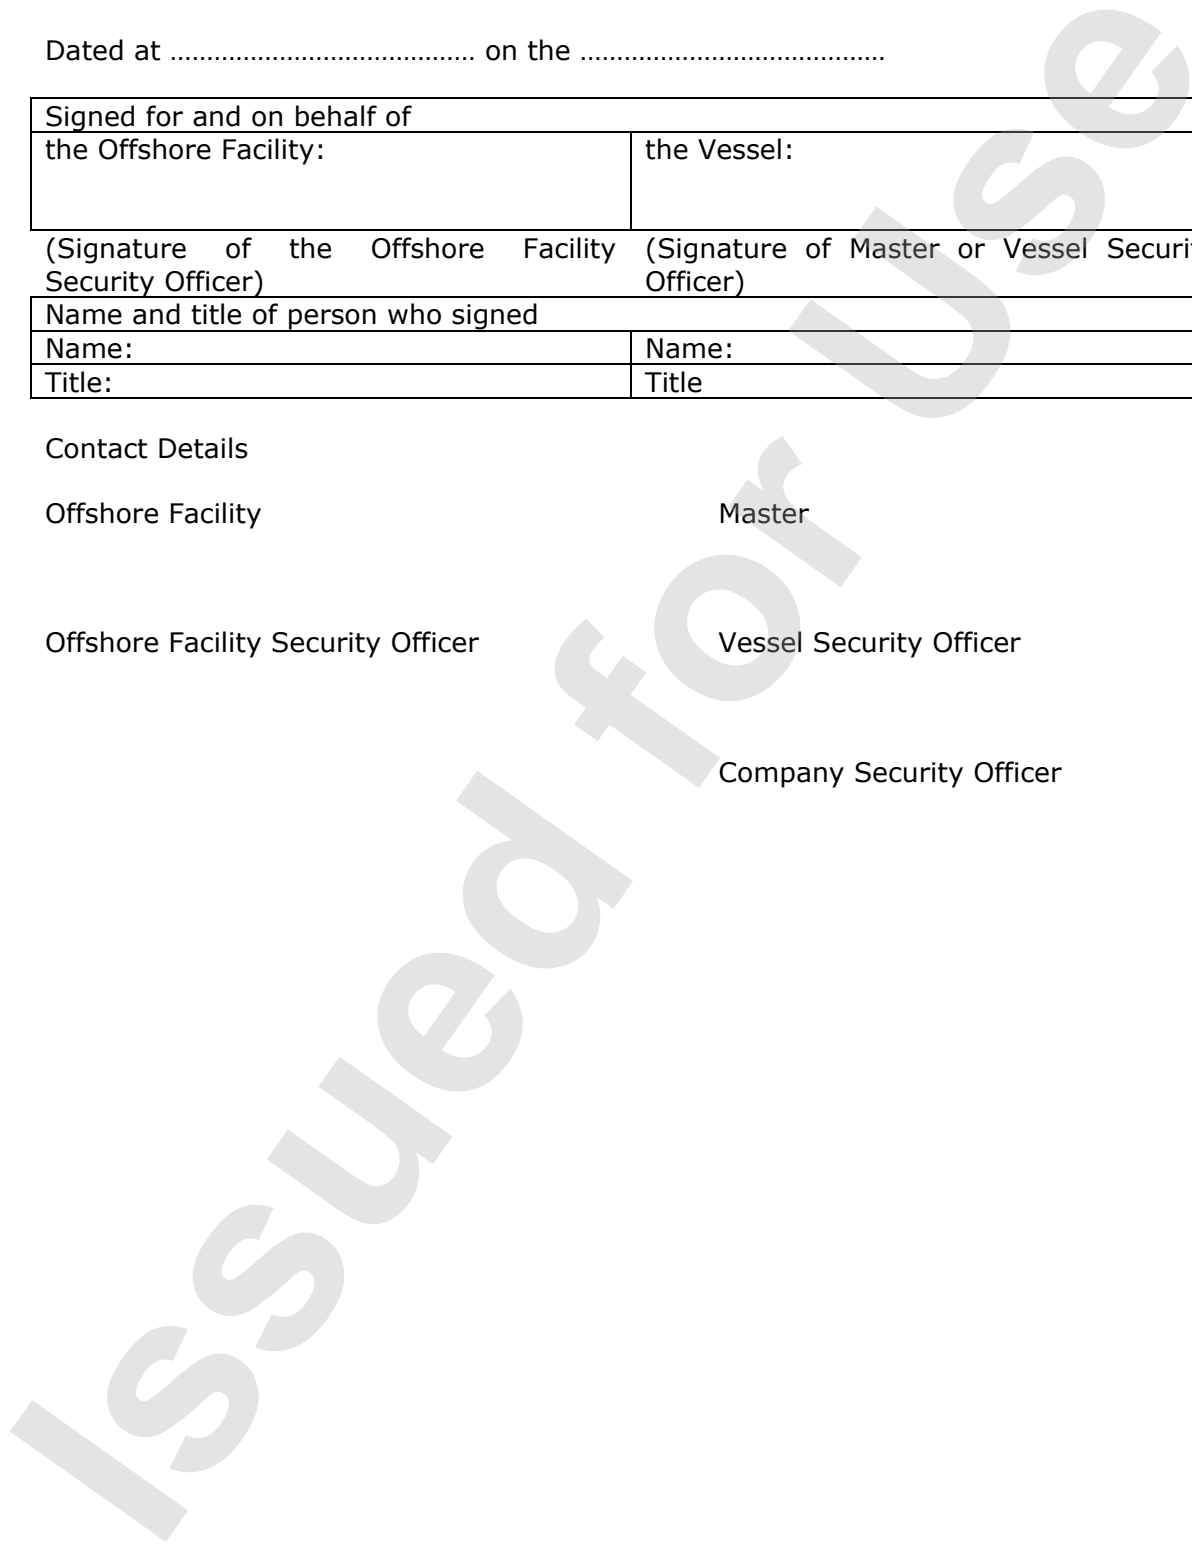 Dated at ........................................ on the ........................................
Signed for and on behalf of
the Offshore Facility: the Vessel:
(Signature of the Offshore Facility (Signature of Master or Vessel
Security Officer) Officer)
Name and title of person who signed
Name: Name:
Title: Title
Contact Details
Offshore Facility Master
Offshore Facility Security Officer Vessel Security Officer
Company Security Officer
Issued for Use